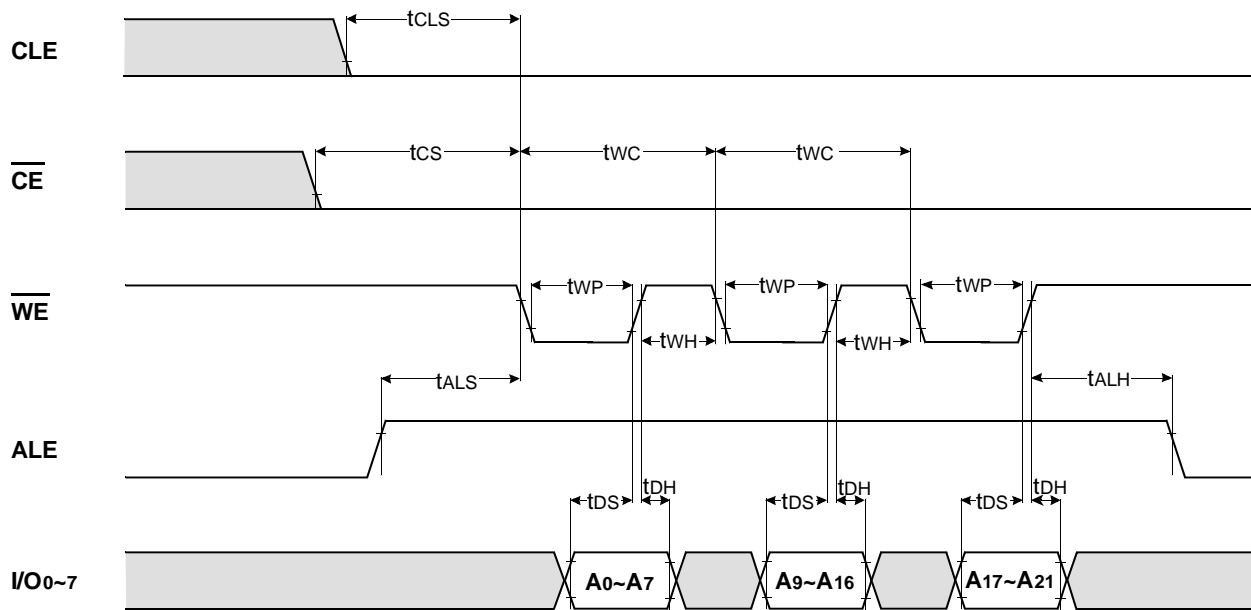 CLE
tCLS
CE
tCS
tWC
tWC
WE
tWP
tWP
tWP
tWH
tWH
tALS
tALH
ALE
tDS
tDH
tDS
tDH
tDS
tDH
I/O0~7
A0~A7
A9~A16
A17~A21